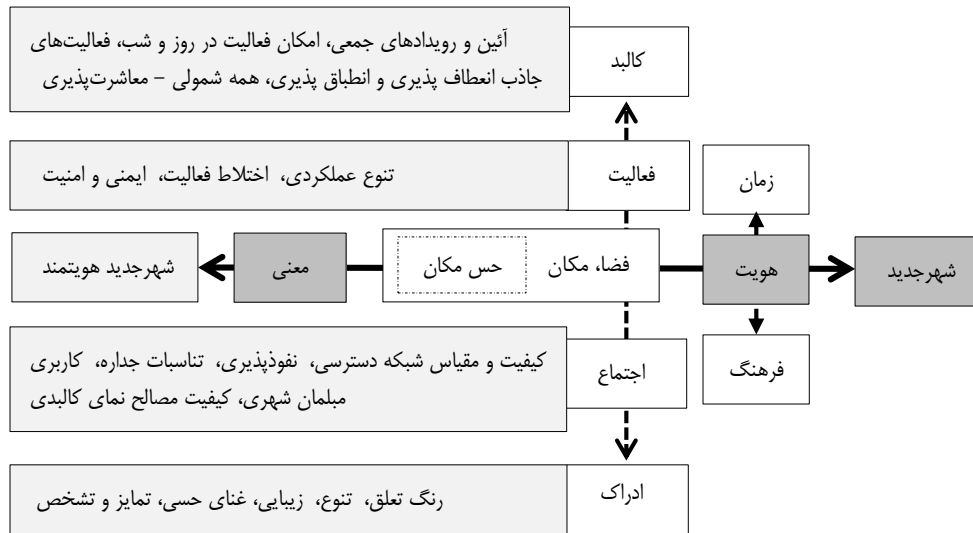 کالبد
آئین و رویدادهای جمعی، امکان فعالیت در روز و شب، فعالیت‌های
جاذب انعطاف پذیری و انطباق پذیری، همه شمولی – معاشرت‌پذیری
فعالیت
تنوع عملکردی، اختلاط فعالیت، ایمنی و امنیت
زمان
شهرجدید
هویت
فضا، مکان
حس مکان
معنی
شهرجدید هویتمند
فرهنگ
اجتماع
کیفیت و مقیاس شبکه دسترسی، نفوذپذیری، تناسبات جداره، کاربری
مبلمان شهری، کیفیت مصالح نمای کالبدی
ادراک
رنگ تعلق، تنوع، زیبایی، غنای حسی، تمایز و تشخص